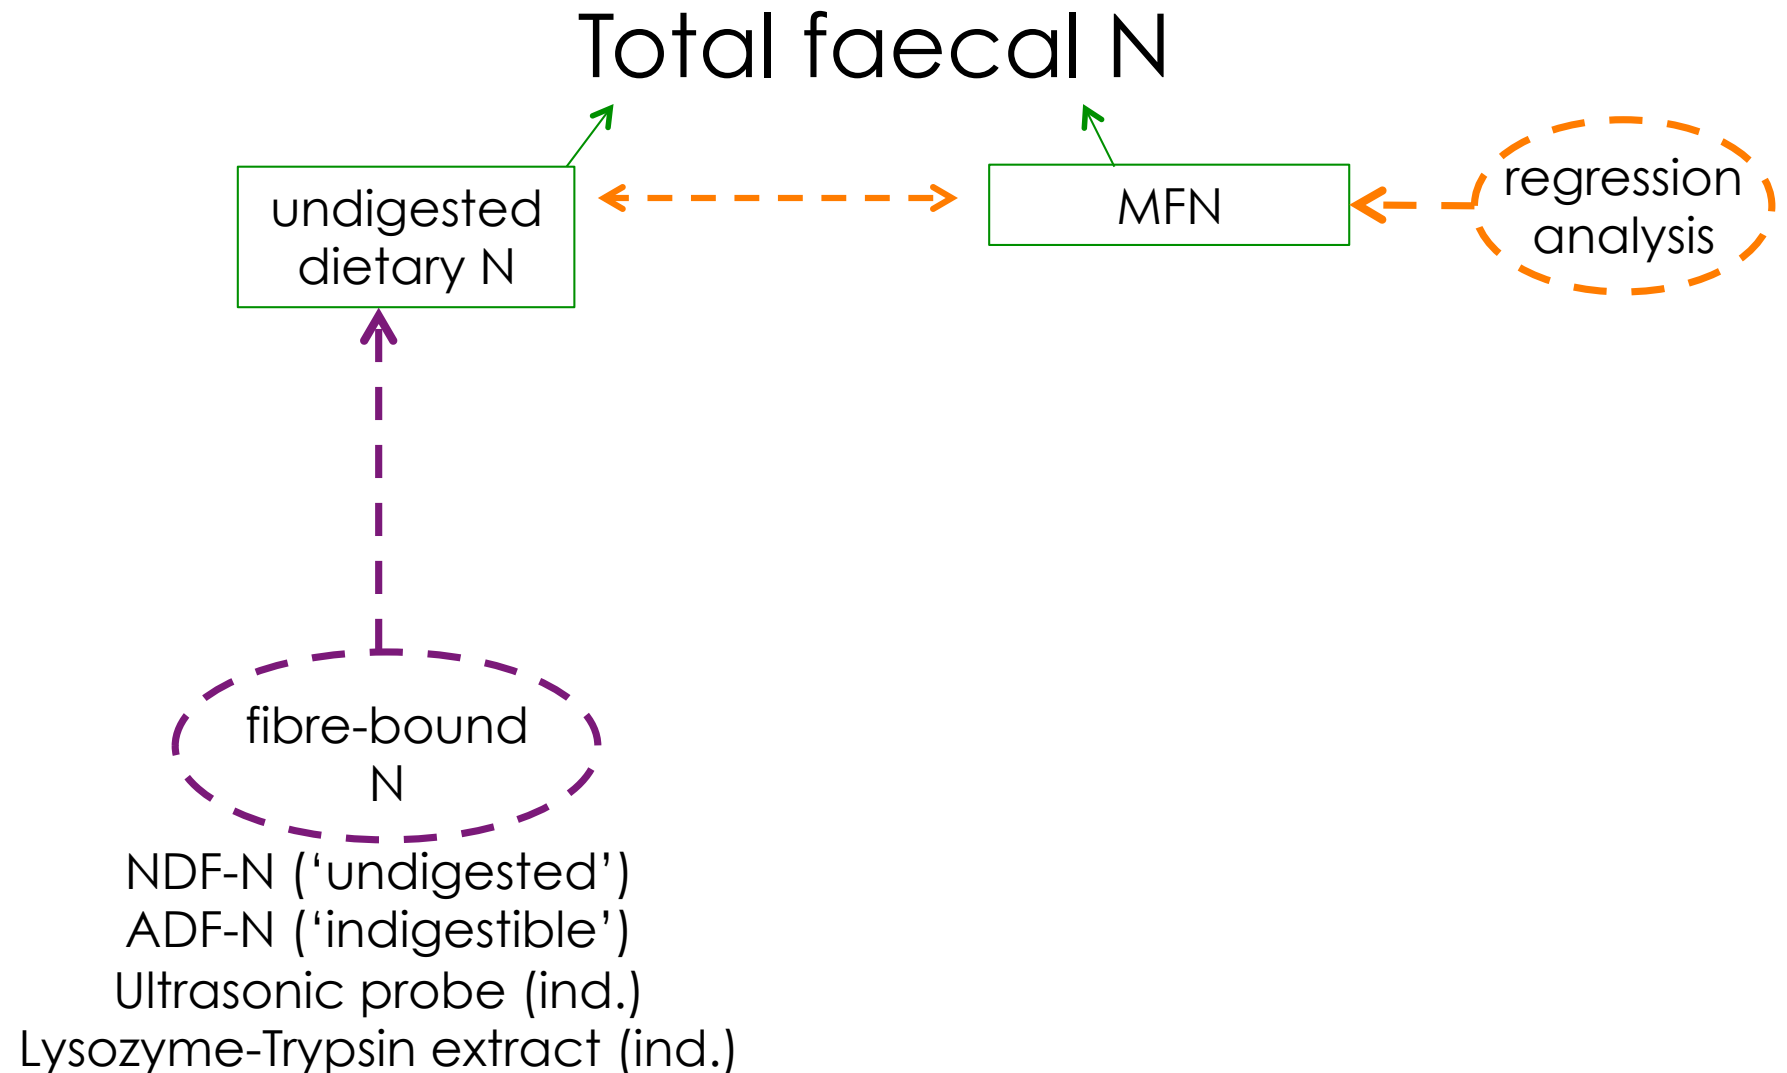 Total faecal N
undigested
dietary N
MFN
regression
analysis
fibre-bound
N
NDF-N (‘undigested’)
ADF-N (‘indigestible’)
Ultrasonic probe (ind.)
Lysozyme-Trypsin extract (ind.)